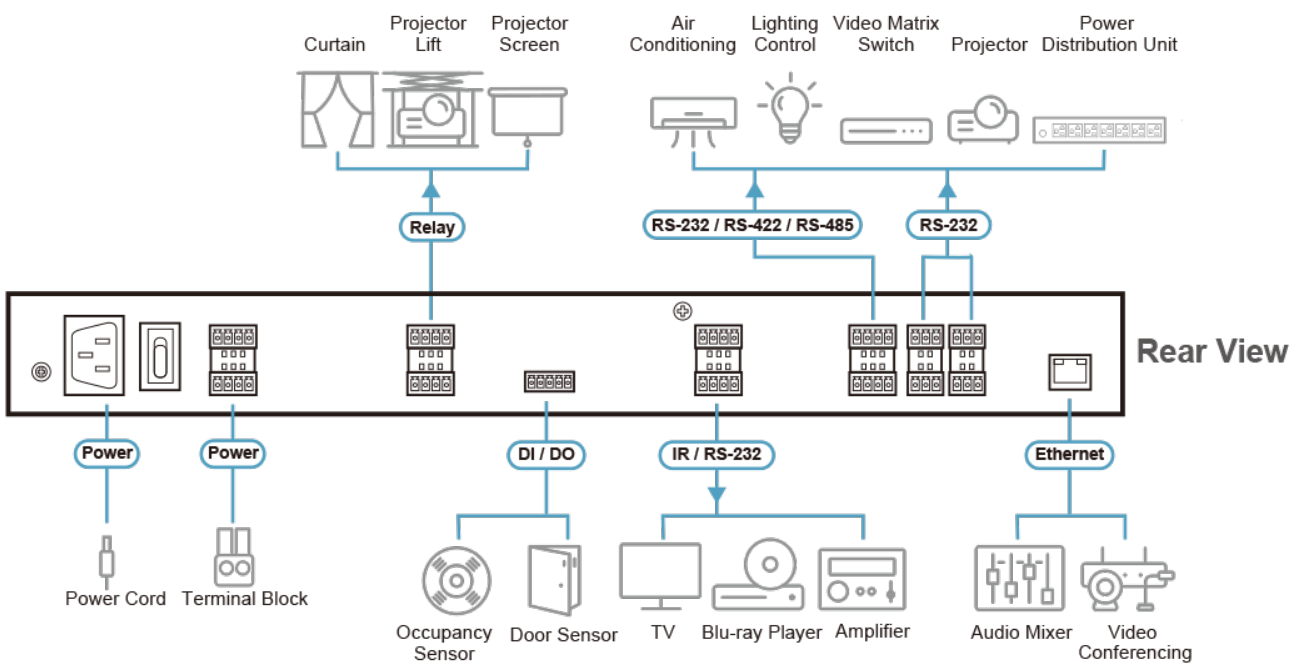 Curtain
Projector
Lift
Projector
Screen
Air
Conditioning
Lighting
Control
Video Matrix
Switch
Projector
Power
Distribution Unit
Relay
RS-232 / RS-422 / RS-485
RS-232
Rear View
Power
Power
DI / DO
IR / RS-232
Ethernet
Power Cord
Terminal Block
Occupancy
Sensor
Door Sensor
TV
Blu-ray Player
Amplifier
Audio Mixer
Video
Conferencing